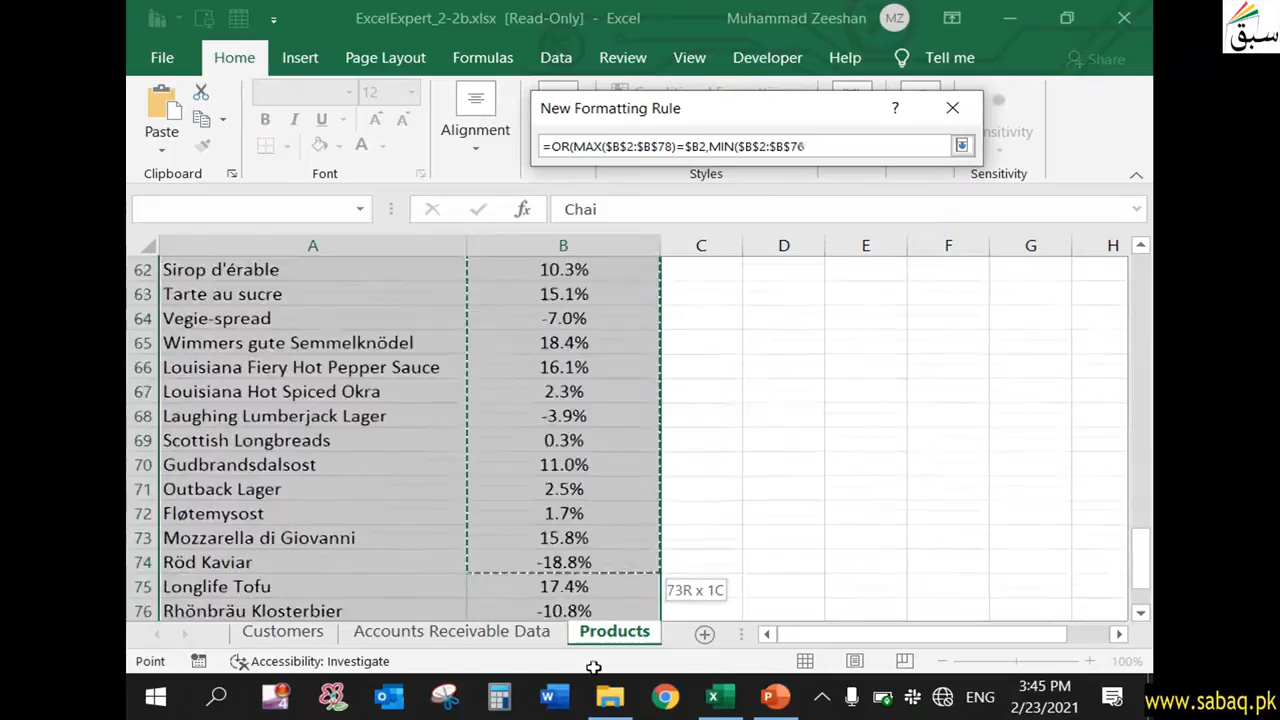 ExcelExpert_2-2b.xlsx [Read-Only] - Excel
Muhammad Zeeshan
MZ
سبق
File
Home
Insert
Page Layout
Formulas
Data
Review
View
Developer
Help
Tell me
Share
Paste
12
B I U
A A
A
Alignment
New Formatting Rule
?
=OR(MAX($B$2:$B$78)=$B2,MIN($B$2:$B$76
Clipboard
Font
Styles
Sensitivity
fx
Chai
A B C D E F G H
62 Sirop d'érable 10.3%
63 Tarte au sucre 15.1%
64 Vegie-spread -7.0%
65 Wimmers gute Semmelknödel 18.4%
66 Louisiana Fiery Hot Pepper Sauce 16.1%
67 Louisiana Hot Spiced Okra 2.3%
68 Laughing Lumberjack Lager -3.9%
69 Scottish Longbreads 0.3%
70 Gudbrandsdalsost 11.0%
71 Outback Lager 2.5%
72 Fløtemysost 1.7%
73 Mozzarella di Giovanni 15.8%
74 Röd Kaviar -18.8%
75 Longlife Tofu 17.4%
73R x 1C
76 Rhönbräu Klosterbier -10.8%
Customers
Accounts Receivable Data
Products
Point
Accessibility: Investigate
100%
ENG
3:45 PM
2/23/2021
www.sabaq.pk